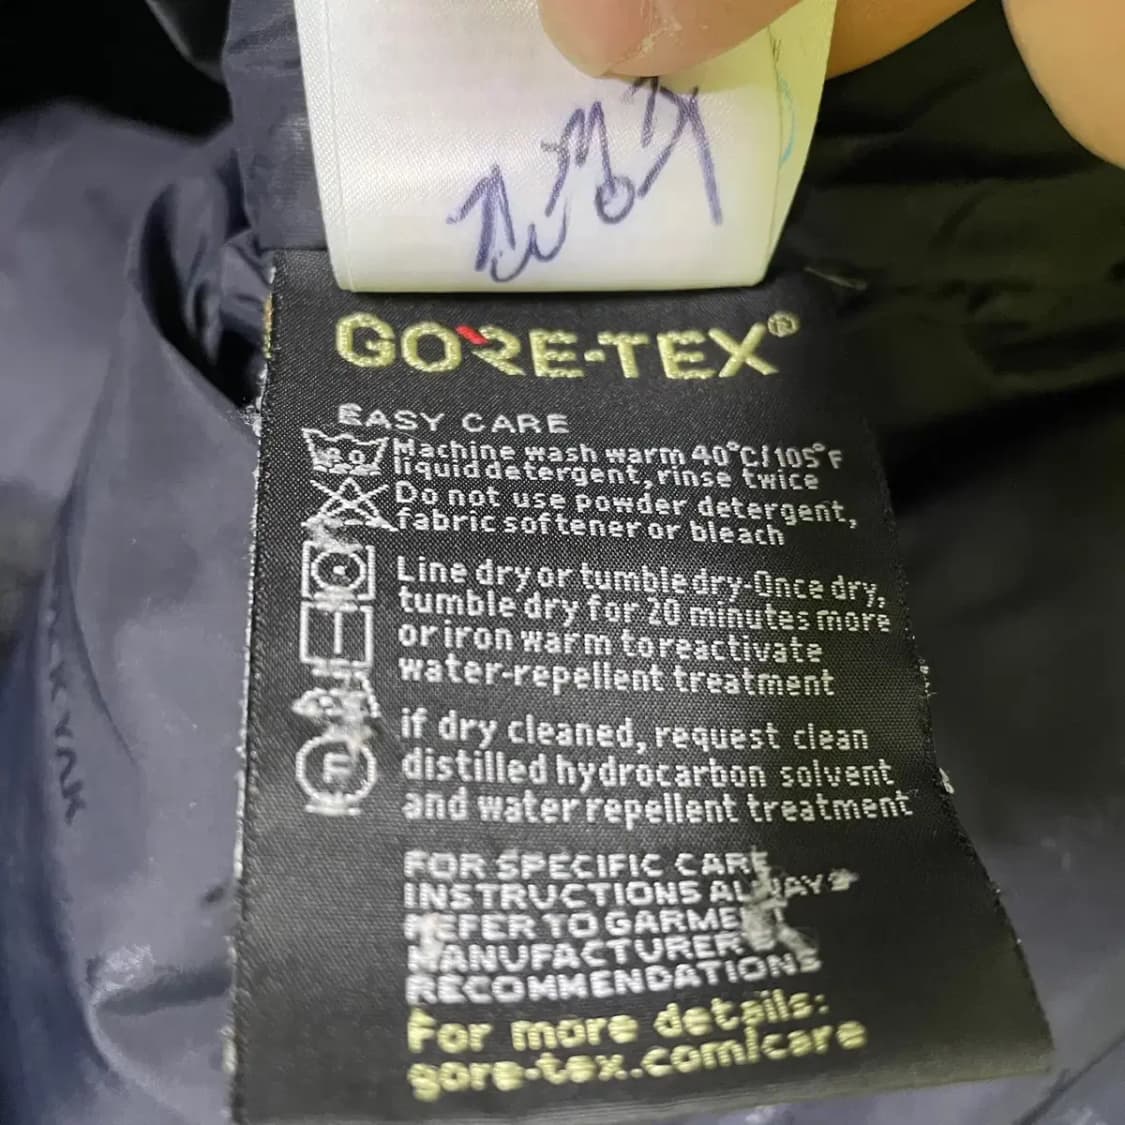 GORE-TEX®
EASY CARE
40
Machine wash warm 40°C/105°F
liquid detergent, rinse twice
Do not use powder detergent,
fabric softener or bleach
Line dry or tumble dry-Once dry,
tumble dry for 20 minutes more
or iron warm to reactivate
water-repellent treatment
F
if dry cleaned, request clean
distilled hydrocarbon solvent
and water repellent treatment
FOR SPECIFIC CARE
INSTRUCTIONS ALWAYS
REFER TO GARMENT
MANUFACTURER'S
RECOMMENDATIONS
For more details:
gore-tex.com/care